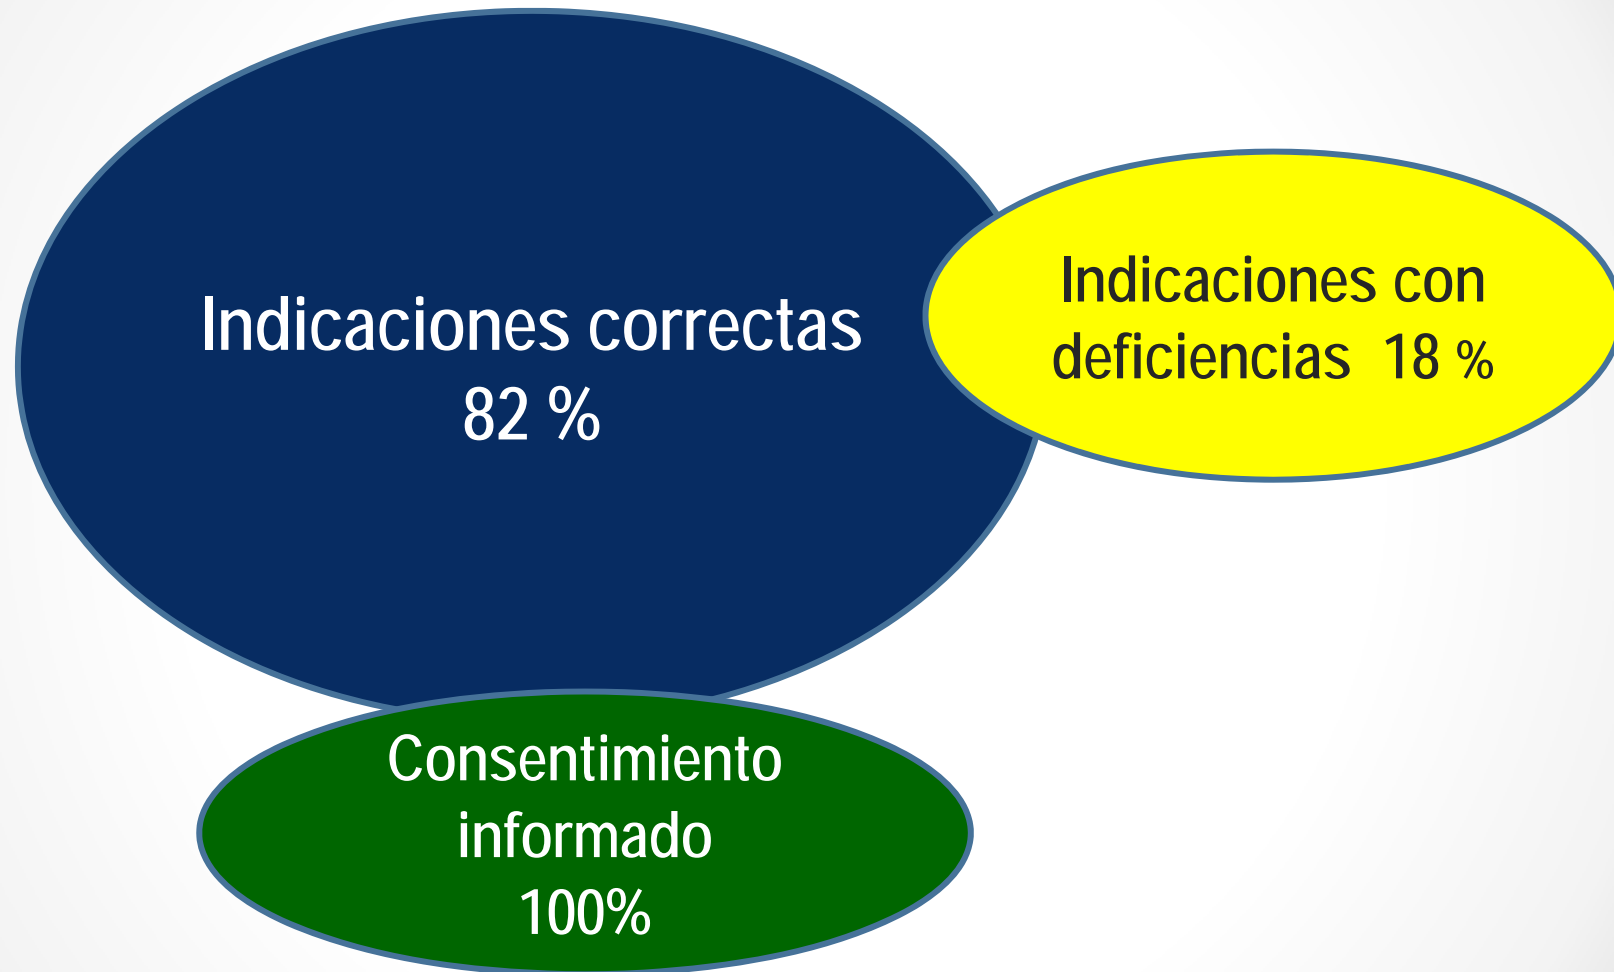 Indicaciones correctas
82 %
Indicaciones con
deficiencias 18 %
Consentimiento
informado
100%